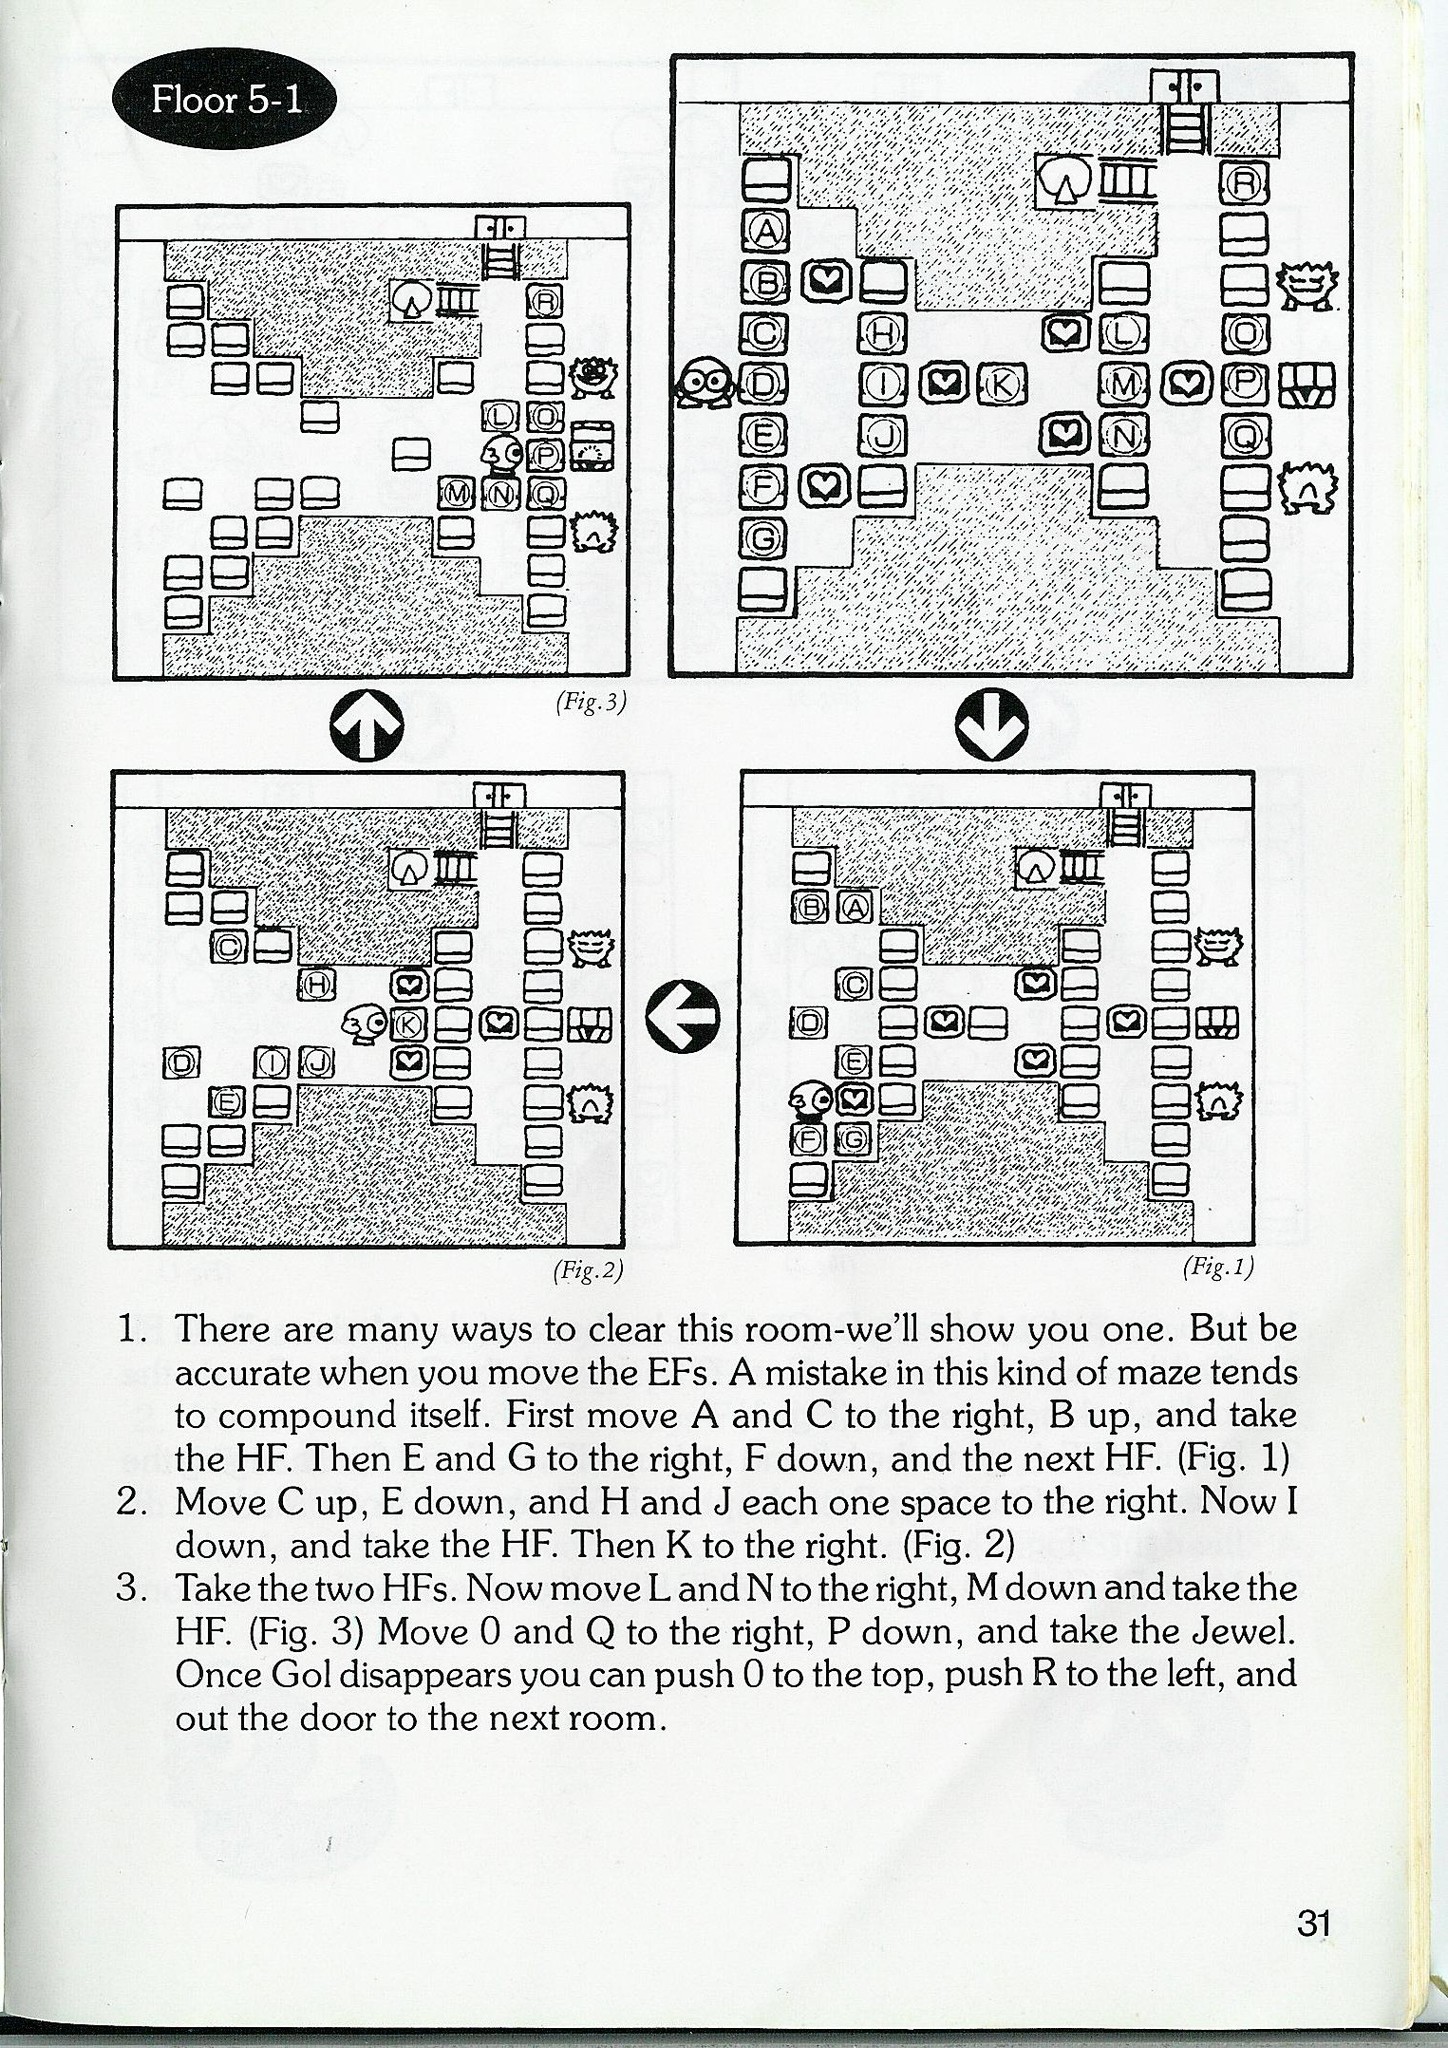 Floor 5-1
R
A
B
C
H
L
O
D
I
K
M
P
E
J
N
Q
F
G
R
L
O
P
M
N
Q
(Fig.3)
C
H
K
D
I
J
E
(Fig.2)
B
A
C
D
E
F
G
(Fig.1)
1. There are many ways to clear this room-we'll show you one. But be
accurate when you move the EFs. A mistake in this kind of maze tends
to compound itself. First move A and C to the right, B up, and take
the HF. Then E and G to the right, F down, and the next HF. (Fig. 1)
2. Move C up, E down, and H and J each one space to the right. Now I
down, and take the HF. Then K to the right. (Fig. 2)
3. Take the two HFs. Now move L and N to the right, M down and take the
HF. (Fig. 3) Move 0 and Q to the right, P down, and take the Jewel.
Once Gol disappears you can push 0 to the top, push R to the left, and
out the door to the next room.
31